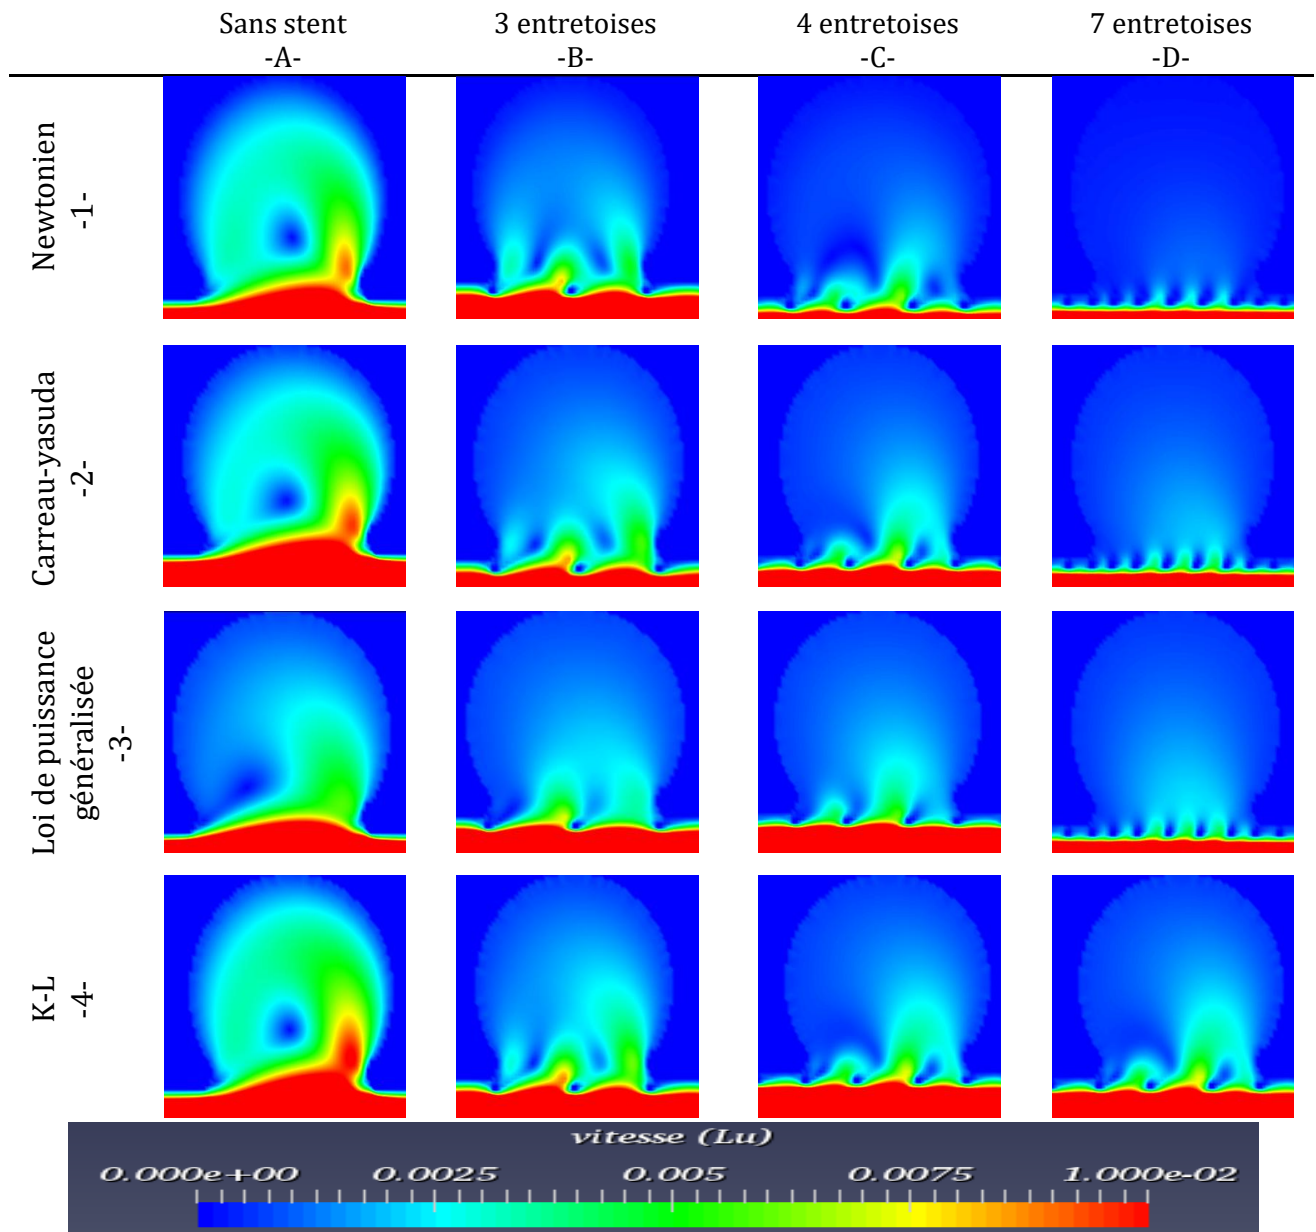 Sans stent
-A-
3 entretoises
-B-
4 entretoises
-C-
7 entretoises
-D-
Newtonien
-1-
Carreau-yasuda
-2-
Loi de puissance
généralisée
-3-
K-L
-4-
vitesse (Lu)
0.000e+00 0.0025 0.005 0.0075 1.000e-02